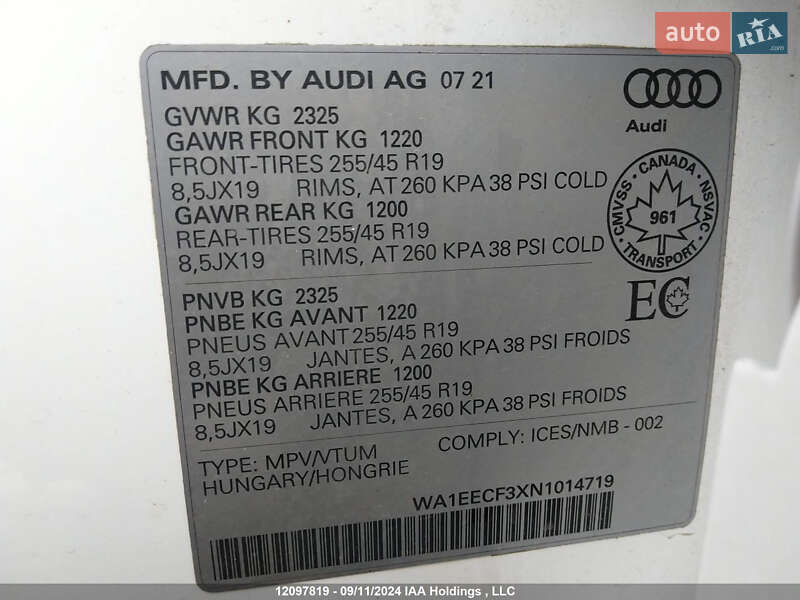 auto RIA
MFD. BY AUDI AG 07 21
Audi
GVWR KG 2325
GAWR FRONT KG 1220
FRONT-TIRES 255/45 R19
8,5JX19 RIMS, AT 260 KPA 38 PSI COLD
GAWR REAR KG 1200
REAR-TIRES 255/45 R19
8,5JX19 RIMS, AT 260 KPA 38 PSI COLD
CANADA
CMVSS NSVAC
961
TRANSPORT
PNVB KG 2325
PNBE KG AVANT 1220
PNEUS AVANT 255/45 R19
8,5JX19 JANTES, A 260 KPA 38 PSI FROIDS
PNBE KG ARRIERE 1200
PNEUS ARRIERE 255/45 R19
8,5JX19 JANTES, A 260 KPA 38 PSI FROIDS
EC
TYPE: MPV/VTUM COMPLY: ICES/NMB - 002
HUNGARY/HONGRIE
WA1EECF3XN1014719
12097819 - 09/11/2024 IAA Holdings , LLC